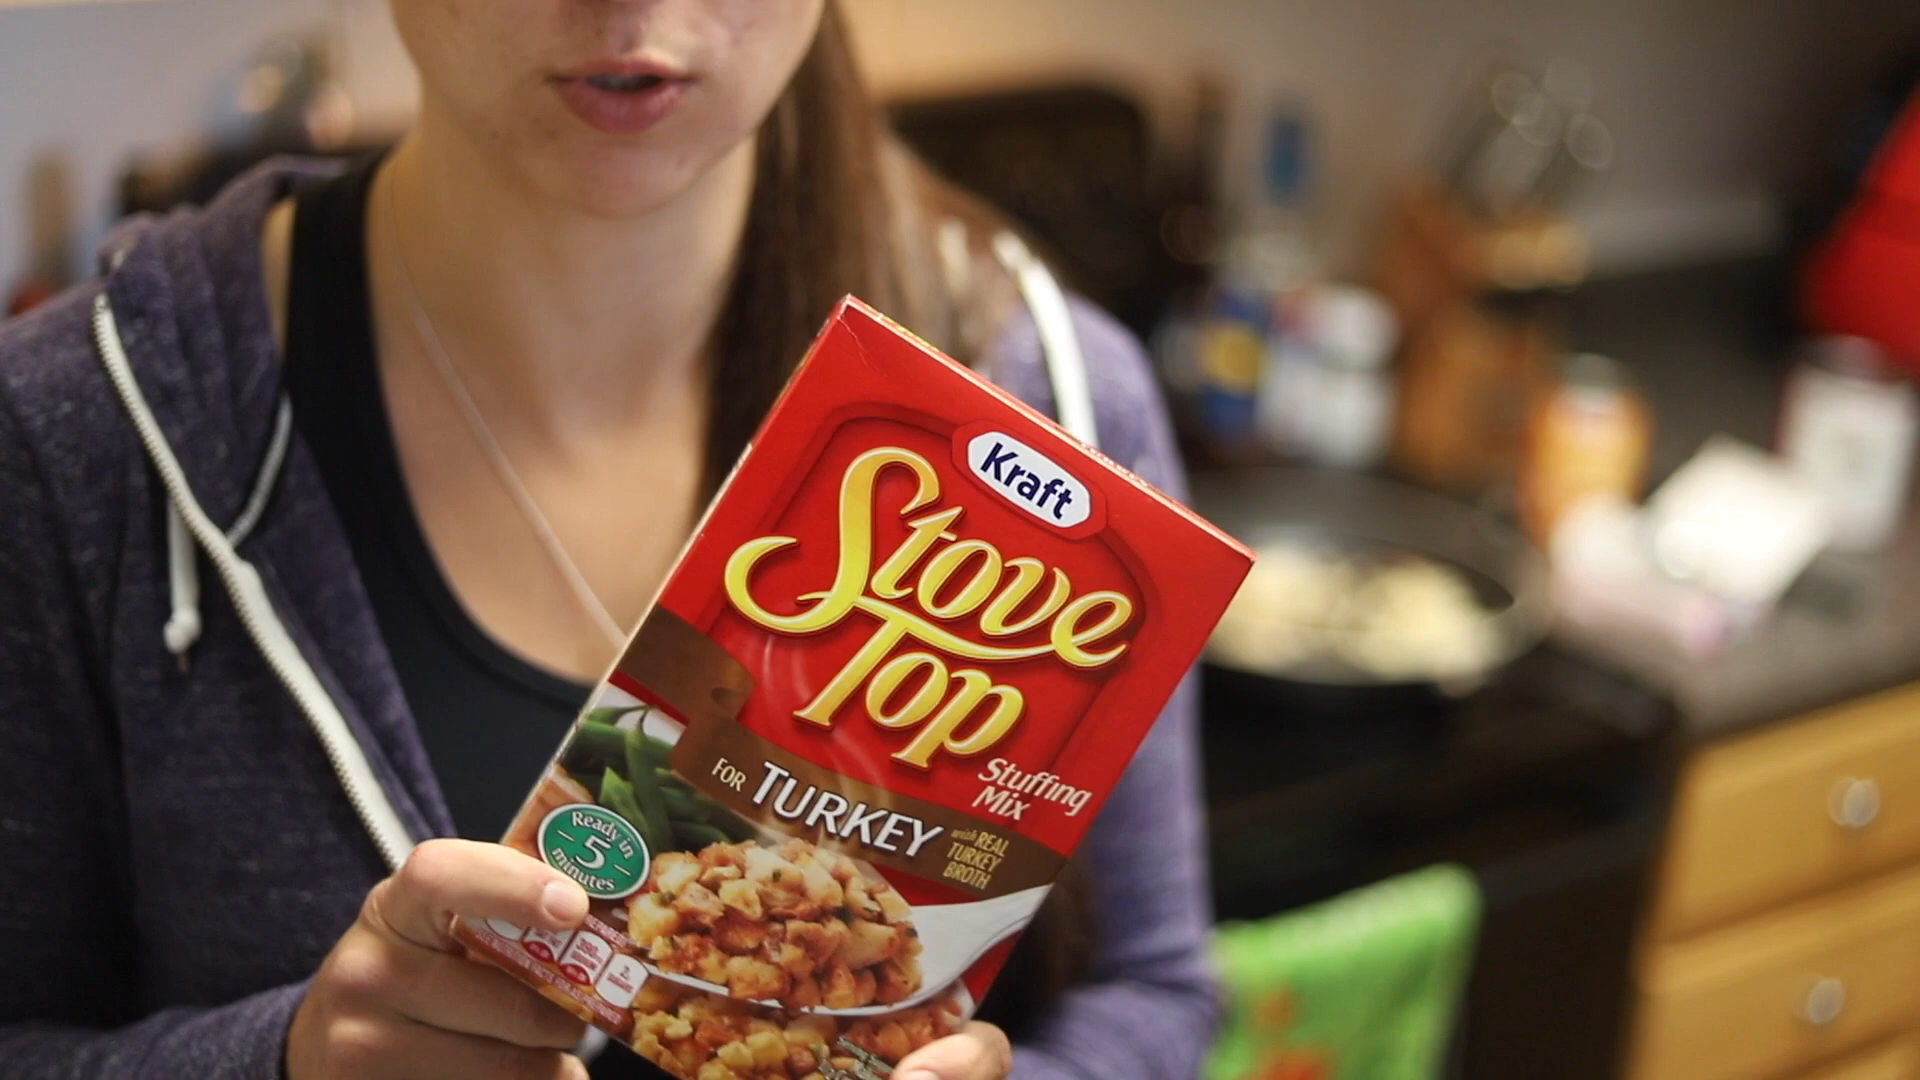 Kraft
Stove
Top
Stuffing
Mix
FOR TURKEY
with REAL
TURKEY
BROTH
Ready in
5
minutes